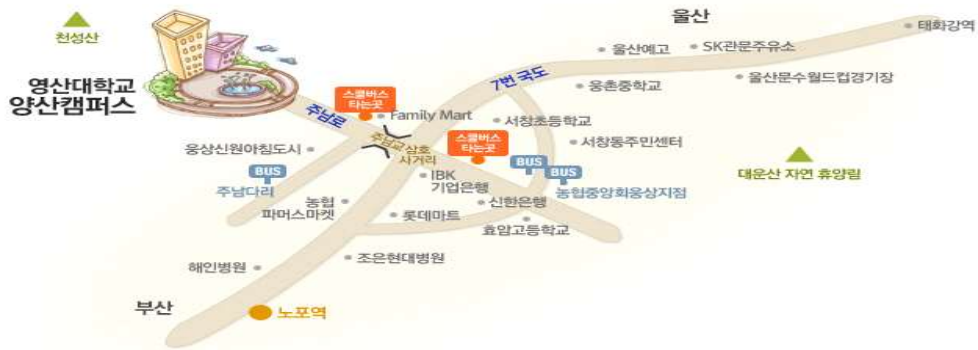 울산
태화강역
천성산
울산예고
SK관문주유소
영산대학교
양산캠퍼스
7번 국도
웅촌중학교
울산문수월드컵경기장
스쿨버스
타는곳
주남로
Family Mart
서창초등학교
주남교
삼호
사거리
스쿨버스
타는곳
서창동주민센터
웅상신원아침도시
BUS
주남다리
IBK
기업은행
BUS
BUS
농협중앙회웅상지점
대운산 자연 휴양림
농협
파머스마켓
롯데마트
신한은행
효암고등학교
해인병원
조은현대병원
부산
노포역